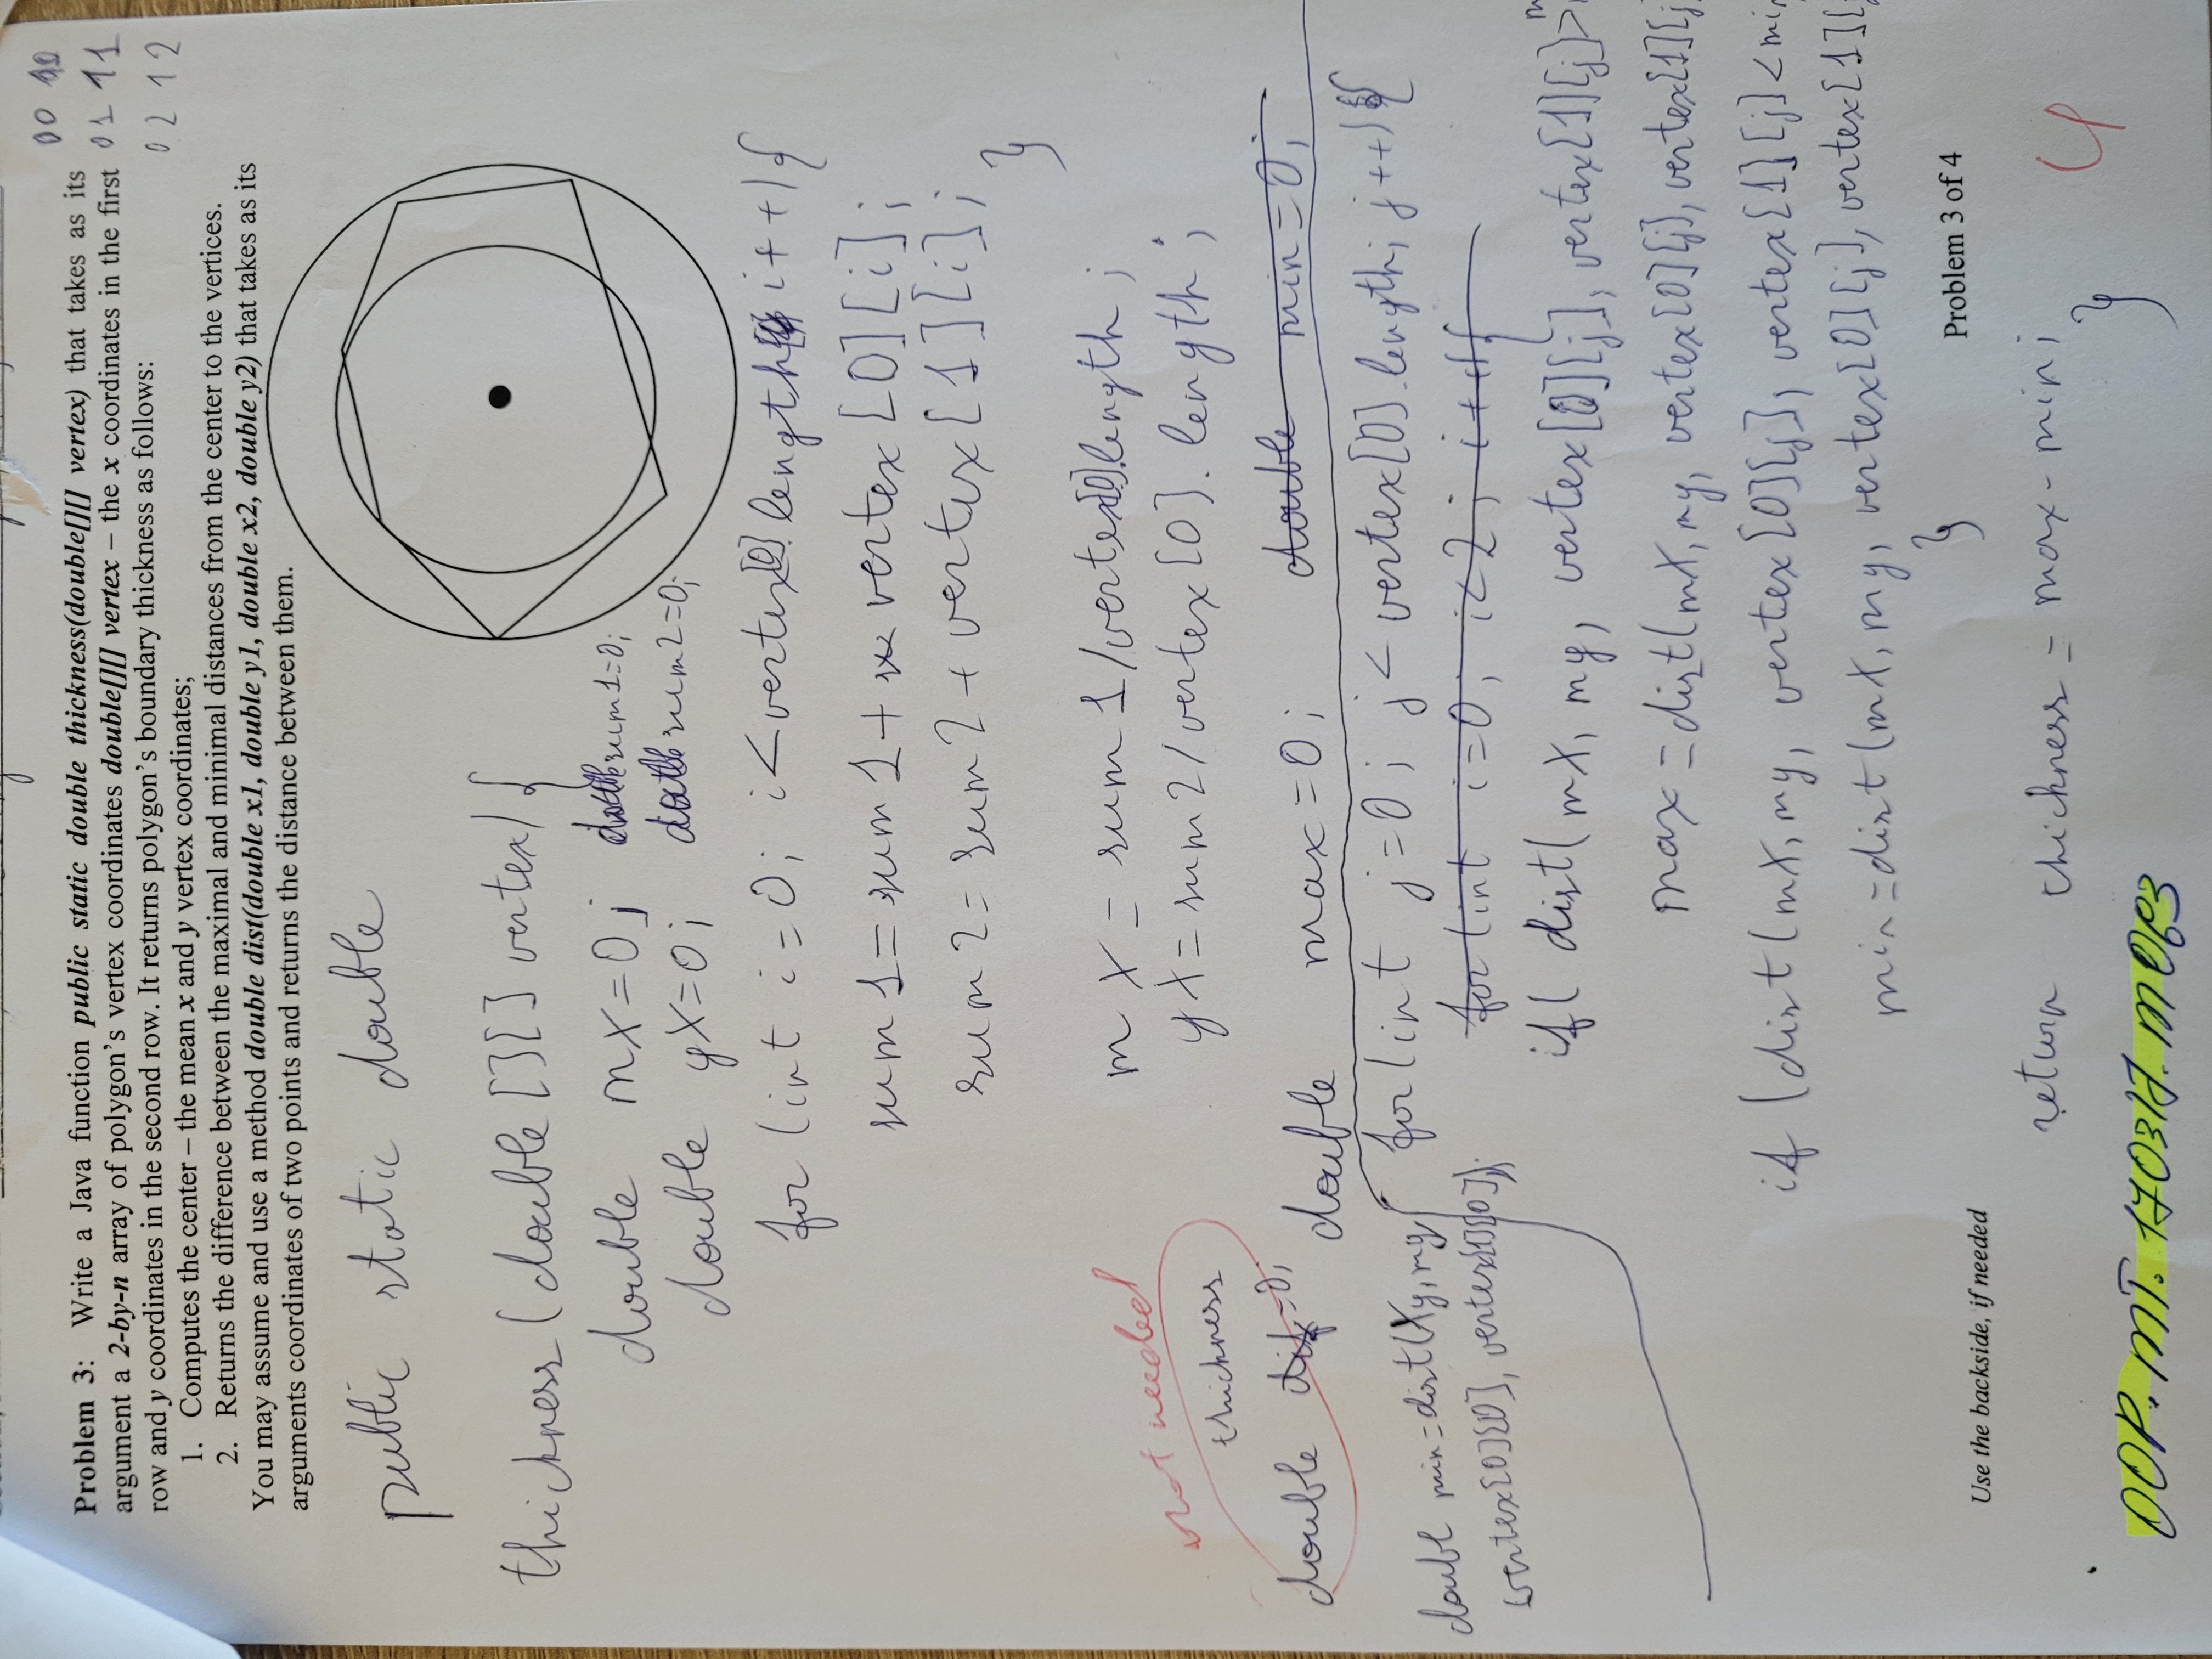 00 10
01 11
02 12
Problem 3: Write a Java function public static double thickness(double[][] vertex) that takes as its
argument a 2-by-n array of polygon's vertex coordinates double[][] vertex – the x coordinates in the first
row and y coordinates in the second row. It returns polygon's boundary thickness as follows:
1. Computes the center – the mean x and y vertex coordinates;
2. Returns the difference between the maximal and minimal distances from the center to the vertices.
You may assume and use a method double dist(double x1, double y1, double x2, double y2) that takes as its
arguments coordinates of two points and returns the distance between them.
public static double
thickness (double [][] vertex) {
double mX=0; double sum1=0;
double yX=0; double sum2=0;
for (int i=0; i<vertex[0].length; i++){
sum1=sum1+ vertex[0][i];
sum2=sum2+vertex[1][i];
}
mX = sum1/vertex[0].length;
yX=sum2/vertex[0].length;
not needed
thickness
double =0;
double max=0; double min=0;
for(int j=0; j<vertex[0].length; j++){
double min=dist(Xy, my
vertex[0][0], vertex[1][0]);
for(int i=0; i<2; i++){
if( dist(mX, my, vertex[0][j], vertex[1][j]>
max=dist(mX, my, vertex[0][j], vertex[1][j
if (dist(mX, my, vertex[0][j], vertex[1][j]<min
min=dist(mX, my, vertex[0][j], vertex[1][
}
Use the backside, if needed
Problem 3 of 4
return thickness = max-min;
}
4
OOP.MT.170317.M063